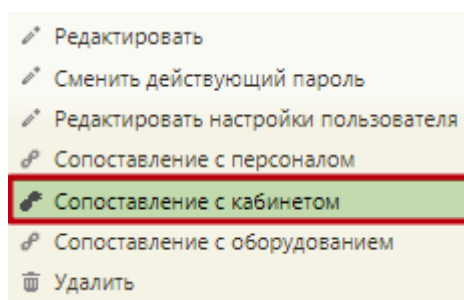 Редактировать
Сменить действующий пароль
Редактировать настройки пользователя
Сопоставление с персоналом
Сопоставление с кабинетом
Сопоставление с оборудованием
Удалить